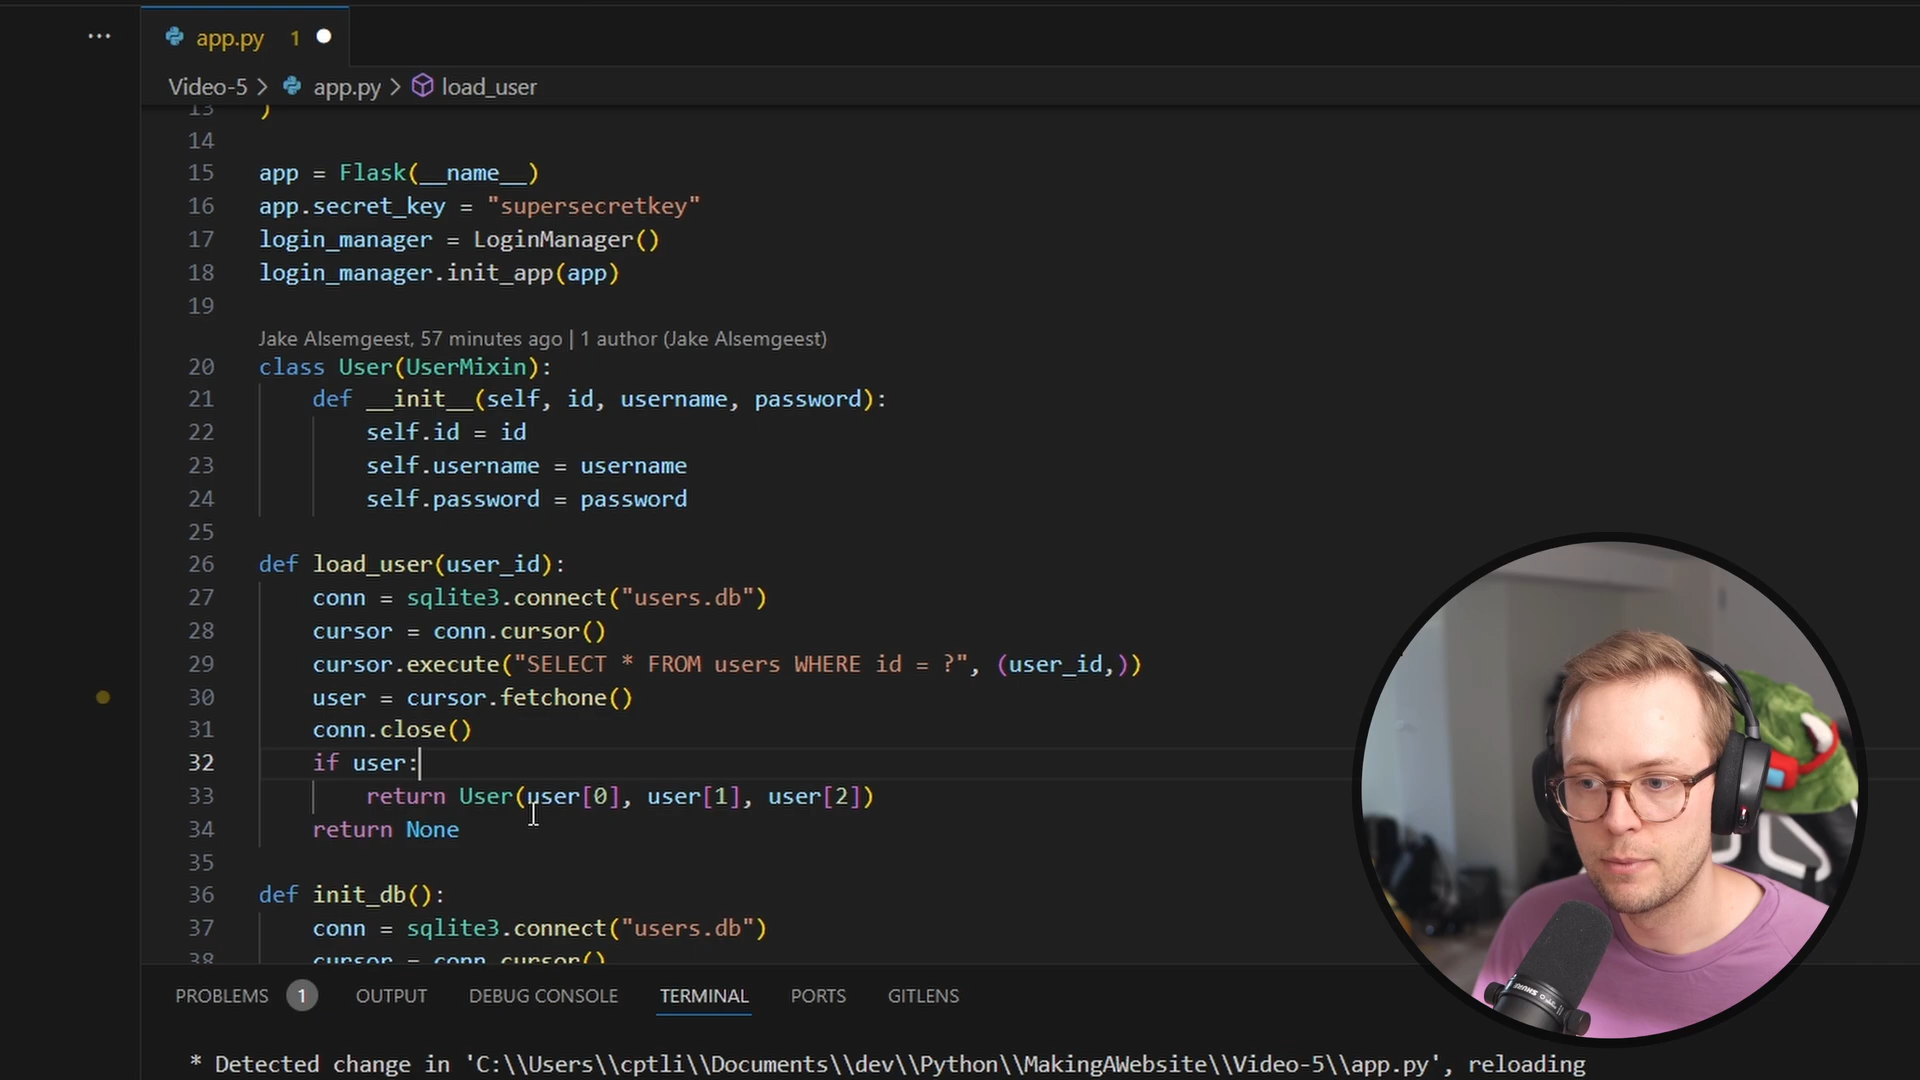 ··· app.py 1
Video-5 > app.py > load_user
13 )
14
15 app = Flask(__name__)
16 app.secret_key = "supersecretkey"
17 login_manager = LoginManager()
18 login_manager.init_app(app)
19
Jake Alsemgeest, 57 minutes ago | 1 author (Jake Alsemgeest)
20 class User(UserMixin):
21 def __init__(self, id, username, password):
22 self.id = id
23 self.username = username
24 self.password = password
25
26 def load_user(user_id):
27 conn = sqlite3.connect("users.db")
28 cursor = conn.cursor()
29 cursor.execute("SELECT * FROM users WHERE id = ?", (user_id,))
30 user = cursor.fetchone()
31 conn.close()
32 if user:
33 return User(user[0], user[1], user[2])
34 return None
35
36 def init_db():
37 conn = sqlite3.connect("users.db")
38 cursor = conn.cursor()
PROBLEMS 1 OUTPUT DEBUG CONSOLE TERMINAL PORTS GITLENS
* Detected change in 'C:\\Users\\cptli\\Documents\\dev\\Python\\MakingAWebsite\\Video-5\\app.py', reloading
SHURE